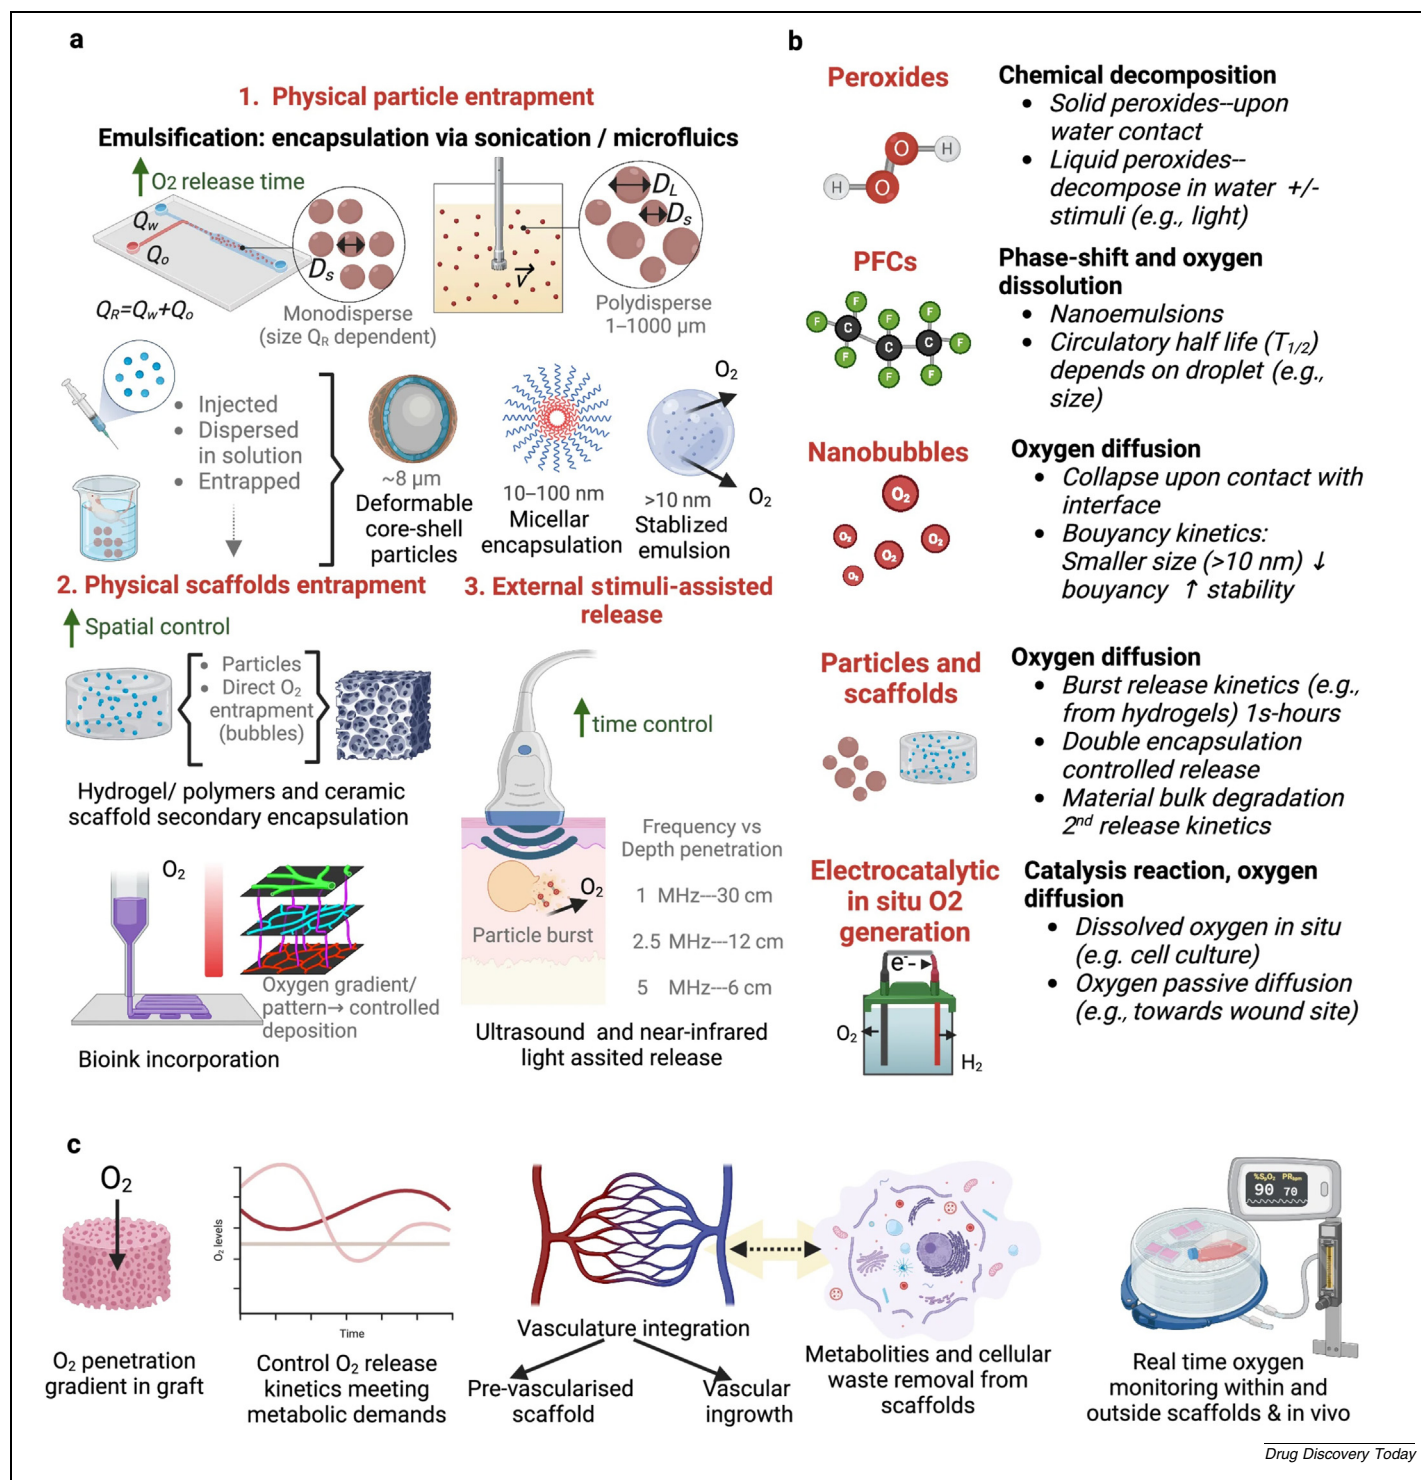 a
1. Physical particle entrapment
Emulsification: encapsulation via sonication / microfluics
O2 release time
Qw
Qo
Ds
QR=Qw+Qo
Monodisperse
(size QR dependent)
v
DL
Ds
Polydisperse
1–1000 µm
• Injected
• Dispersed
in solution
• Entrapped
~8 µm
Deformable
core-shell
particles
10–100 nm
Micellar
encapsulation
O2
O2
>10 nm
Stablized
emulsion
2. Physical scaffolds entrapment
Spatial control
• Particles
• Direct O2
entrapment
(bubbles)
Hydrogel/ polymers and ceramic
scaffold secondary encapsulation
O2
Oxygen gradient/
pattern→ controlled
deposition
Bioink incorporation
3. External stimuli-assisted
release
time control
Frequency vs
Depth penetration
1 MHz---30 cm
2.5 MHz---12 cm
5 MHz---6 cm
O2
Particle burst
Ultrasound and near-infrared
light assited release
b
Peroxides
O
H
H
O
Chemical decomposition
• Solid peroxides--upon
water contact
• Liquid peroxides--
decompose in water +/-
stimuli (e.g., light)
PFCs
F
F
F
F
F
F
F
F
C
C
C
Phase-shift and oxygen
dissolution
• Nanoemulsions
• Circulatory half life (T1/2)
depends on droplet (e.g.,
size)
Nanobubbles
O2
O2
O2
O2
O2
Oxygen diffusion
• Collapse upon contact with
interface
• Bouyancy kinetics:
Smaller size (>10 nm) ↓
bouyancy ↑ stability
Particles and
scaffolds
Oxygen diffusion
• Burst release kinetics (e.g.,
from hydrogels) 1s-hours
• Double encapsulation
controlled release
• Material bulk degradation
2nd release kinetics
Electrocatalytic
in situ O2
generation
e-
O2
H2
Catalysis reaction, oxygen
diffusion
• Dissolved oxygen in situ
(e.g. cell culture)
• Oxygen passive diffusion
(e.g., towards wound site)
c
O2
O2 penetration
gradient in graft
O2 levels
Time
Control O2 release
kinetics meeting
metabolic demands
Vasculature integration
Pre-vascularised
scaffold
Vascular
ingrowth
Metabolities and cellular
waste removal from
scaffolds
%SpO2 PRbpm
90 70
Real time oxygen
monitoring within and
outside scaffolds & in vivo
Drug Discovery Today